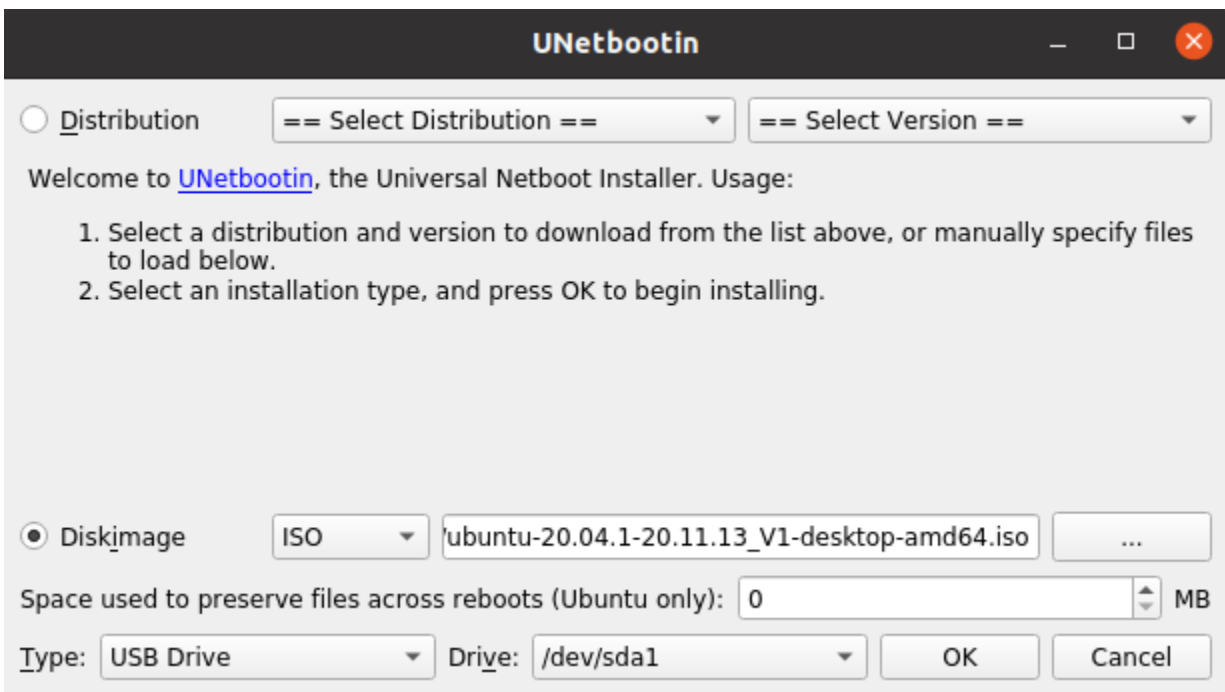 UNetbootin
Distribution == Select Distribution == == Select Version ==
Welcome to UNetbootin, the Universal Netboot Installer. Usage:
1. Select a distribution and version to download from the list above, or manually specify files
to load below.
2. Select an installation type, and press OK to begin installing.
Diskimage ISO /ubuntu-20.04.1-20.11.13_V1-desktop-amd64.iso ...
Space used to preserve files across reboots (Ubuntu only): 0 MB
Type: USB Drive Drive: /dev/sda1 OK Cancel